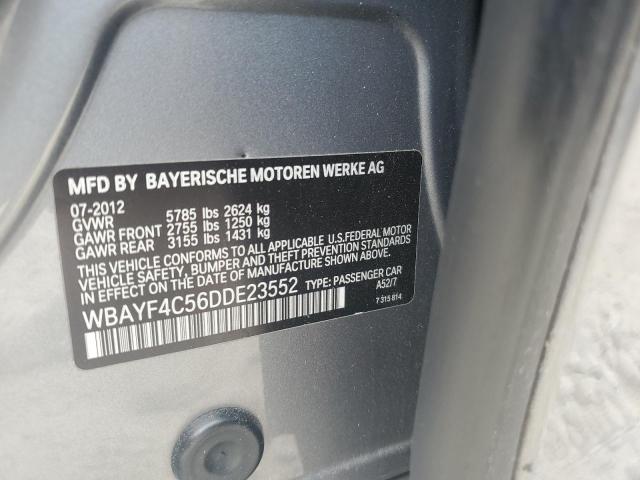 MFD BY BAYERISCHE MOTOREN WERKE AG
07-2012
GVWR 5785 lbs 2624 kg
GAWR FRONT 2755 lbs 1250 kg
GAWR REAR 3155 lbs 1431 kg
THIS VEHICLE CONFORMS TO ALL APPLICABLE U.S.FEDERAL MOTOR
VEHICLE SAFETY, BUMPER AND THEFT PREVENTION STANDARDS
IN EFFECT ON THE DATE OF MANUFACTURE SHOWN ABOVE.
WBAYF4C56DDE23552 TYPE: PASSENGER CAR
A52/7
7 315 814